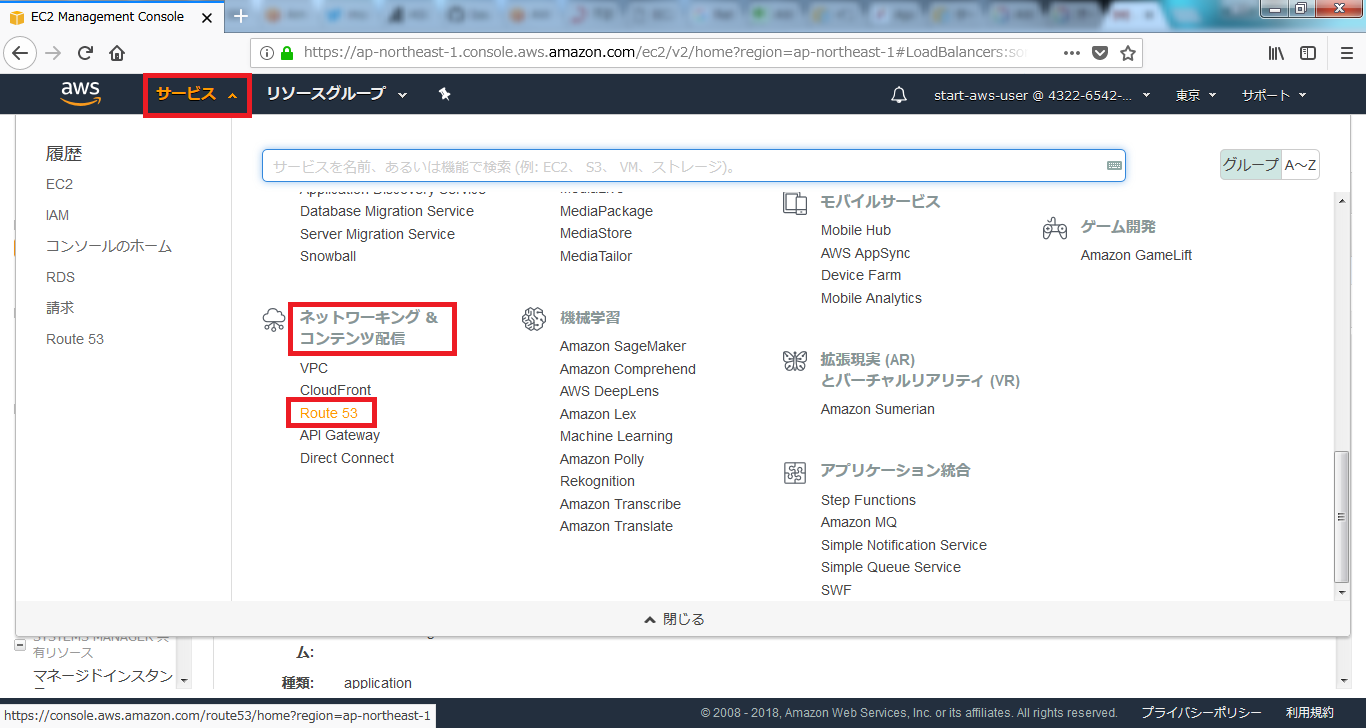 EC2 Management Console
https://ap-northeast-1.console.aws.amazon.com/ec2/v2/home?region=ap-northeast-1#LoadBalancers:so
aws
サービス
リソースグループ
start-aws-user @ 4322-6542-...
東京
サポート
履歴
EC2
IAM
コンソールのホーム
RDS
請求
Route 53
サービスを名前、あるいは機能で検索 (例: EC2、 S3、 VM、ストレージ)。
グループ
A～Z
Application Discovery Service
Database Migration Service
Server Migration Service
Snowball
ネットワーキング &
コンテンツ配信
VPC
CloudFront
Route 53
API Gateway
Direct Connect
MediaLive
MediaPackage
MediaStore
MediaTailor
機械学習
Amazon SageMaker
Amazon Comprehend
AWS DeepLens
Amazon Lex
Machine Learning
Amazon Polly
Rekognition
Amazon Transcribe
Amazon Translate
モバイルサービス
Mobile Hub
AWS AppSync
Device Farm
Mobile Analytics
拡張現実 (AR)
とバーチャルリアリティ (VR)
Amazon Sumerian
アプリケーション統合
Step Functions
Amazon MQ
Simple Notification Service
Simple Queue Service
SWF
ゲーム開発
Amazon GameLift
閉じる
SYSTEMS MANAGER 共
有リソース
マネージドインスタン
ム:
種類:
application
https://console.aws.amazon.com/route53/home?region=ap-northeast-1
© 2008 - 2018, Amazon Web Services, Inc. or its affiliates. All rights reserved.
プライバシーポリシー
利用規約